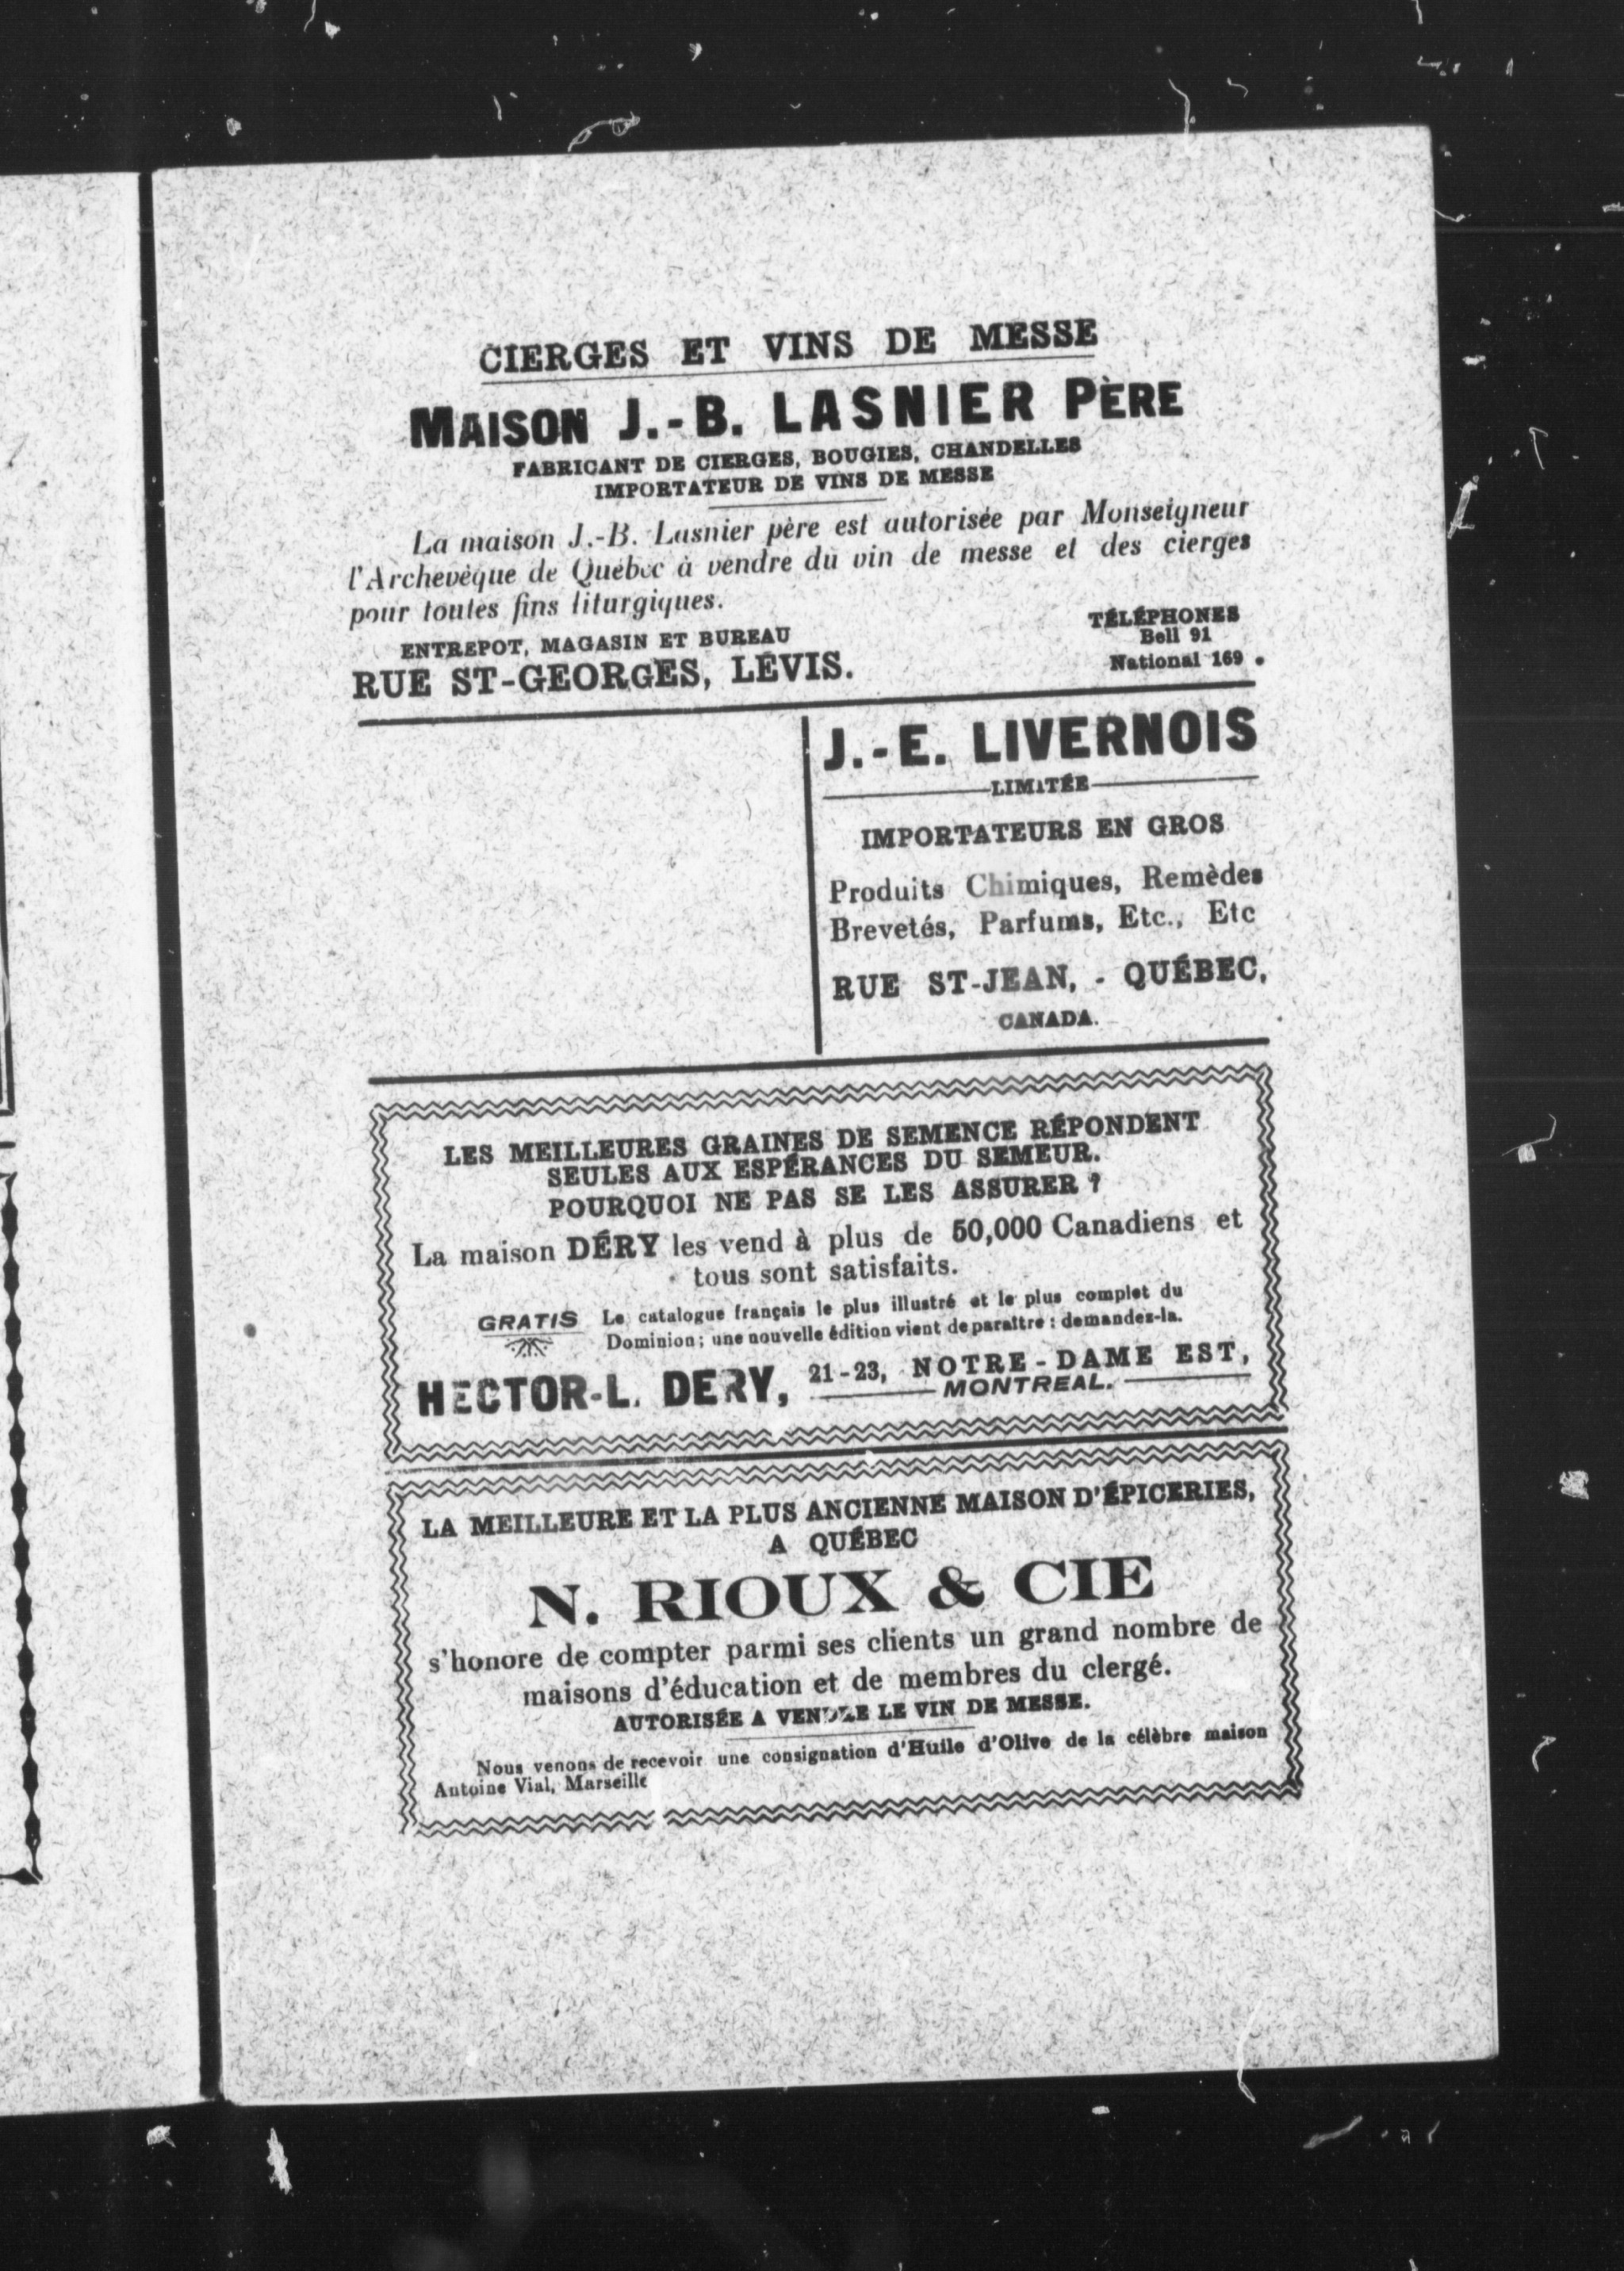 CIERGES ET VINS DE MESSE
MAISON J.-B. LASNIER PÈRE
FABRICANT DE CIERGES, BOUGIES, CHANDELLES
IMPORTATEUR DE VINS DE MESSE
La maison J.-B. Lasnier père est autorisée par Monseigneur
l'Archevêque de Québec à vendre du vin de messe et des cierges
pour toutes fins liturgiques.
ENTREPOT, MAGASIN ET BUREAU
RUE ST-GEORGES, LÉVIS.
TÉLÉPHONES
Bell 91
National 169
J.-E. LIVERNOIS
LIMITÉE
IMPORTATEURS EN GROS
Produits Chimiques, Remèdes
Brevetés, Parfums, Etc., Etc
RUE ST-JEAN, - QUÉBEC,
CANADA.
LES MEILLEURES GRAINES DE SEMENCE RÉPONDENT
SEULES AUX ESPÉRANCES DU SEMEUR.
POURQUOI NE PAS SE LES ASSURER ?
La maison DÉRY les vend à plus de 50,000 Canadiens et
tous sont satisfaits.
GRATIS Le catalogue français le plus illustré et le plus complet du
Dominion; une nouvelle édition vient de paraître : demandez-la.
HECTOR-L. DERY, 21-23, NOTRE-DAME EST,
MONTREAL.
LA MEILLEURE ET LA PLUS ANCIENNE MAISON D'ÉPICERIES,
A QUÉBEC
N. RIOUX & CIE
s'honore de compter parmi ses clients un grand nombre de
maisons d'éducation et de membres du clergé.
AUTORISÉE A VENDRE LE VIN DE MESSE.
Nous venons de recevoir une consignation d'Huile d'Olive de la célèbre maison
Antoine Vial, Marseille